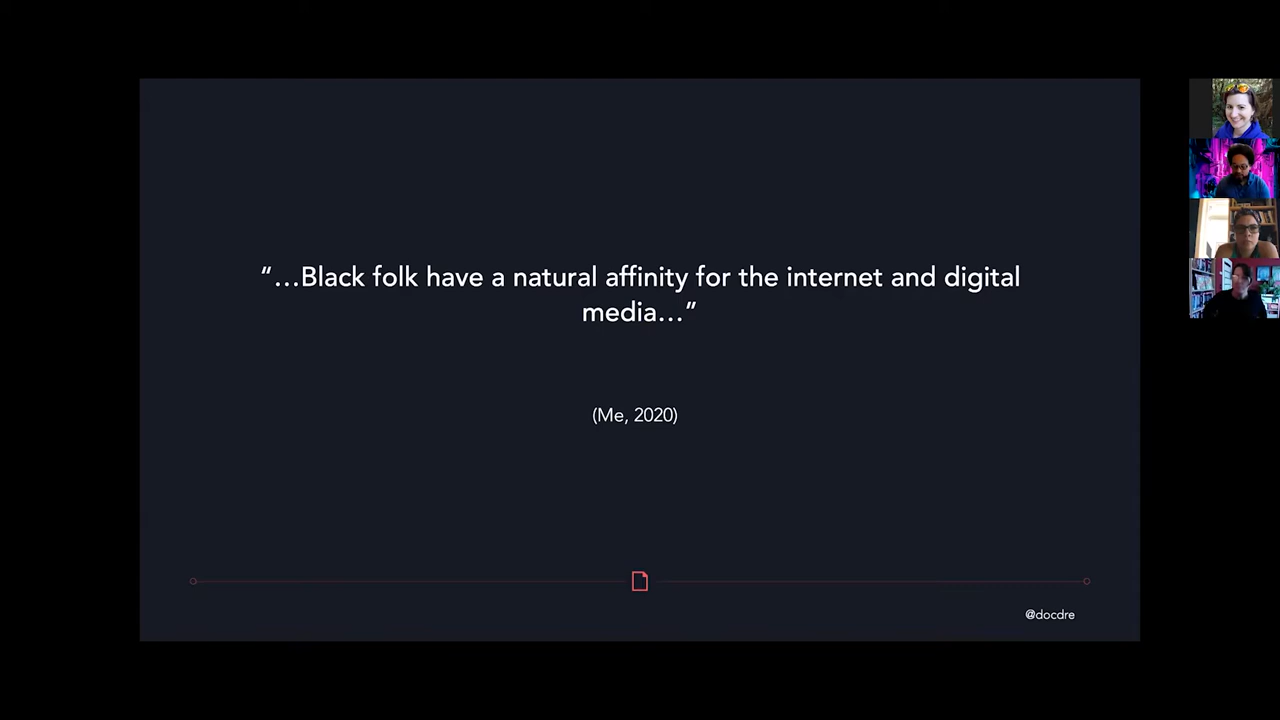 “…Black folk have a natural affinity for the internet and digital
media…”
(Me, 2020)
@docdre